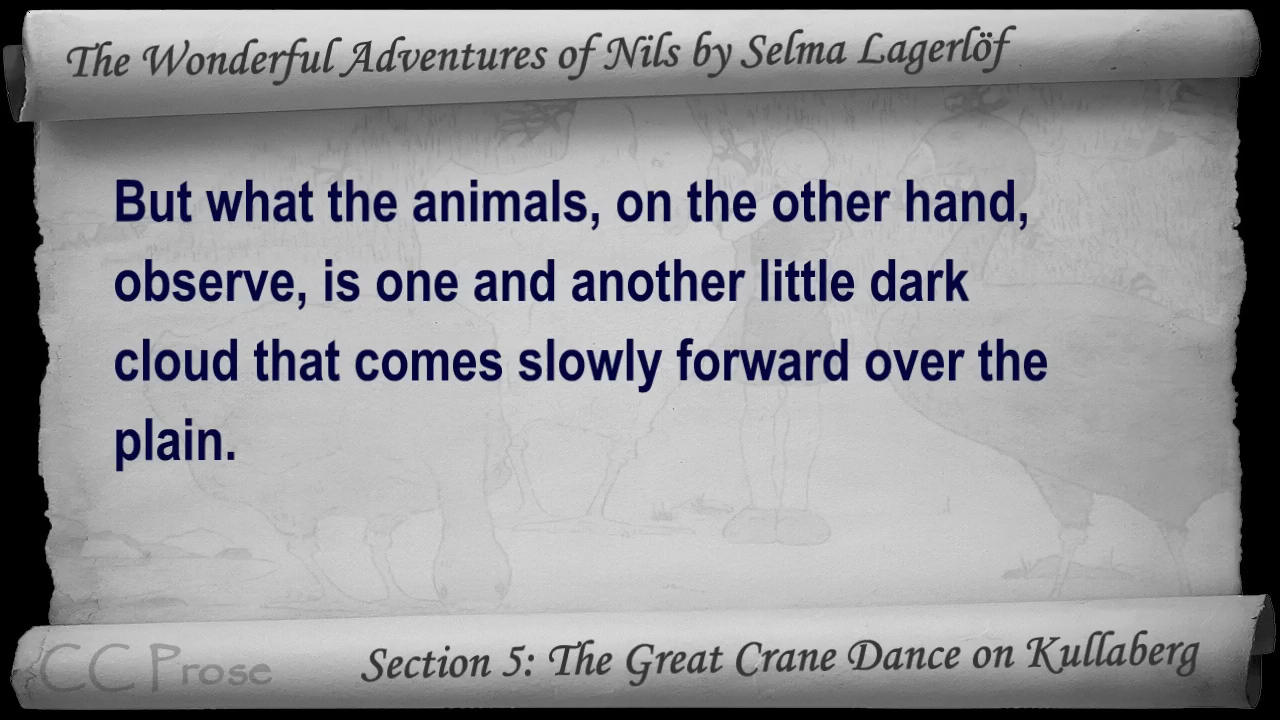 The Wonderful Adventures of Nils by Selma Lagerlöf
But what the animals, on the other hand,
observe, is one and another little dark
cloud that comes slowly forward over the
plain.
CC Prose
Section 5: The Great Crane Dance on Kullaberg